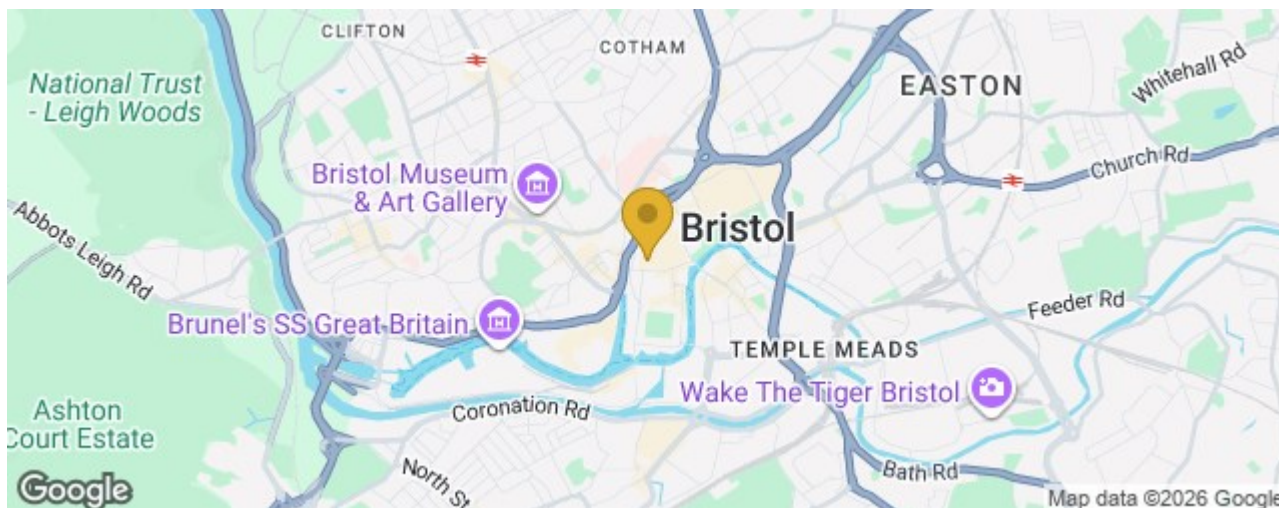 CLIFTON
COTHAM
National Trust
- Leigh Woods
EASTON
Whitehall Rd
Church Rd
Bristol Museum
& Art Gallery
Abbots Leigh Rd
Bristol
Brunel's SS Great Britain
Feeder Rd
TEMPLE MEADS
Wake The Tiger Bristol
Coronation Rd
Ashton
Court Estate
North St
Bath Rd
Google
Map data ©2026 Google